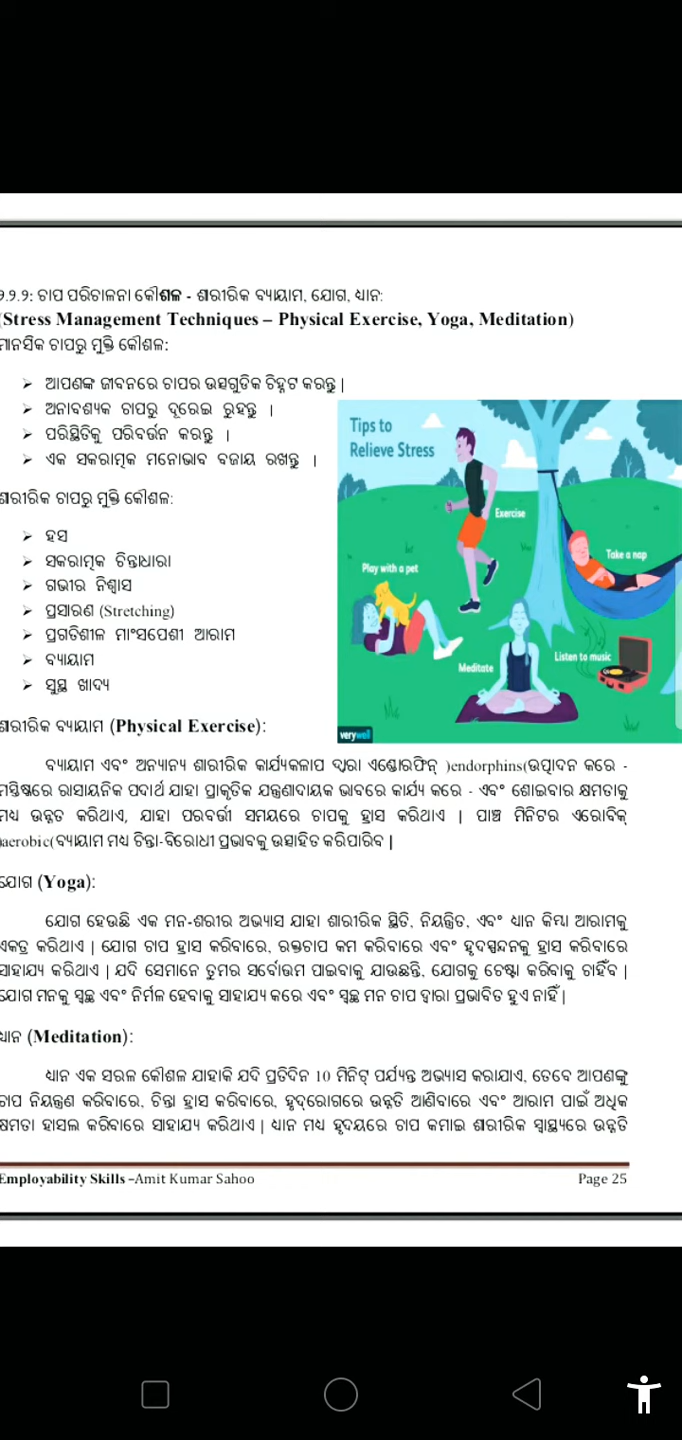 ୨.୨.୨: ଚାପ ପରିଚାଳନା କୌଶଳ - ଶାରୀରିକ ବ୍ୟାୟାମ, ଯୋଗ, ଧ୍ୟାନ:
(Stress Management Techniques – Physical Exercise, Yoga, Meditation)
ମାନସିକ ଚାପରୁ ମୁକ୍ତି କୌଶଳ:
➢ ଆପଣଙ୍କ ଜୀବନରେ ଚାପର ଉତ୍ସଗୁଡିକ ଚିହ୍ନଟ କରନ୍ତୁ |
➢ ଅନାବଶ୍ୟକ ଚାପରୁ ଦୂରେଇ ରୁହନ୍ତୁ |
➢ ପରିସ୍ଥିତିକୁ ପରିବର୍ତ୍ତନ କରନ୍ତୁ |
➢ ଏକ ସକରାତ୍ମକ ମନୋଭାବ ବଜାୟ ରଖନ୍ତୁ |
ଶାରୀରିକ ଚାପରୁ ମୁକ୍ତି କୌଶଳ:
➢ ହସ
➢ ସକରାତ୍ମକ ଚିନ୍ତାଧାରା
➢ ଗଭୀର ନିଶ୍ୱାସ
➢ ପ୍ରସାରଣ (Stretching)
➢ ପ୍ରଗତିଶୀଳ ମାଂସପେଶୀ ଆରାମ
➢ ବ୍ୟାୟାମ
➢ ସୁସ୍ଥ ଖାଦ୍ୟ
Tips to
Relieve Stress
Exercise
Take a nap
Play with a pet
Meditate
Listen to music
verywell
ଶାରୀରିକ ବ୍ୟାୟାମ (Physical Exercise):
ବ୍ୟାୟାମ ଏବଂ ଅନ୍ୟାନ୍ୟ ଶାରୀରିକ କାର୍ଯ୍ୟକଳାପ ଦ୍ୱାରା ଏଣ୍ଡୋରଫିନ୍ )endorphins(ଉତ୍ପାଦନ କରେ -
ମସ୍ତିଷ୍କରେ ରାସାୟନିକ ପଦାର୍ଥ ଯାହା ପ୍ରାକୃତିକ ଯନ୍ତ୍ରଣାଦାୟକ ଭାବରେ କାର୍ଯ୍ୟ କରେ - ଏବଂ ଶୋଇବାର କ୍ଷମତାକୁ
ମଧ୍ୟ ଉନ୍ନତ କରିଥାଏ, ଯାହା ପରବର୍ତ୍ତୀ ସମୟରେ ଚାପକୁ ହ୍ରାସ କରିଥାଏ | ପାଞ୍ଚ ମିନିଟର ଏରୋବିକ୍
)aerobic(ବ୍ୟାୟାମ ମଧ୍ୟ ଚିନ୍ତା-ବିରୋଧୀ ପ୍ରଭାବକୁ ଉତ୍ସାହିତ କରିପାରିବ |
ଯୋଗ (Yoga):
ଯୋଗ ହେଉଛି ଏକ ମନ-ଶରୀର ଅଭ୍ୟାସ ଯାହା ଶାରୀରିକ ସ୍ଥିତି, ନିୟନ୍ତ୍ରିତ, ଏବଂ ଧ୍ୟାନ କିମ୍ବା ଆରାମକୁ
ଏକତ୍ର କରିଥାଏ | ଯୋଗ ଚାପ ହ୍ରାସ କରିବାରେ, ରକ୍ତଚାପ କମ କରିବାରେ ଏବଂ ହୃଦସ୍ପନ୍ଦନକୁ ହ୍ରାସ କରିବାରେ
ସାହାଯ୍ୟ କରିଥାଏ | ଯଦି ସେମାନେ ତୁମର ସର୍ବୋତ୍ତମ ପାଇବାକୁ ଯାଉଛନ୍ତି, ଯୋଗକୁ ଚେଷ୍ଟା କରିବାକୁ ଚାହିଁବ |
ଯୋଗ ମନକୁ ସ୍ୱଚ୍ଛ ଏବଂ ନିର୍ମଳ ହେବାକୁ ସାହାଯ୍ୟ କରେ ଏବଂ ସ୍ୱଚ୍ଛ ମନ ଚାପ ଦ୍ୱାରା ପ୍ରଭାବିତ ହୁଏ ନାହିଁ |
ଧ୍ୟାନ (Meditation):
ଧ୍ୟାନ ଏକ ସରଳ କୌଶଳ ଯାହାକି ଯଦି ପ୍ରତିଦିନ 10 ମିନିଟ୍ ପର୍ଯ୍ୟନ୍ତ ଅଭ୍ୟାସ କରାଯାଏ, ତେବେ ଆପଣଙ୍କୁ
ଚାପ ନିୟନ୍ତ୍ରଣ କରିବାରେ, ଚିନ୍ତା ହ୍ରାସ କରିବାରେ, ହୃଦ୍‌ରୋଗରେ ଉନ୍ନତି ଆଣିବାରେ ଏବଂ ଆରାମ ପାଇଁ ଅଧିକ
କ୍ଷମତା ହାସଲ କରିବାରେ ସାହାଯ୍ୟ କରିଥାଏ | ଧ୍ୟାନ ମଧ୍ୟ ହୃଦୟରେ ଚାପ କମାଇ ଶାରୀରିକ ସ୍ୱାସ୍ଥ୍ୟରେ ଉନ୍ନତି
Employability Skills –Amit Kumar Sahoo
Page 25